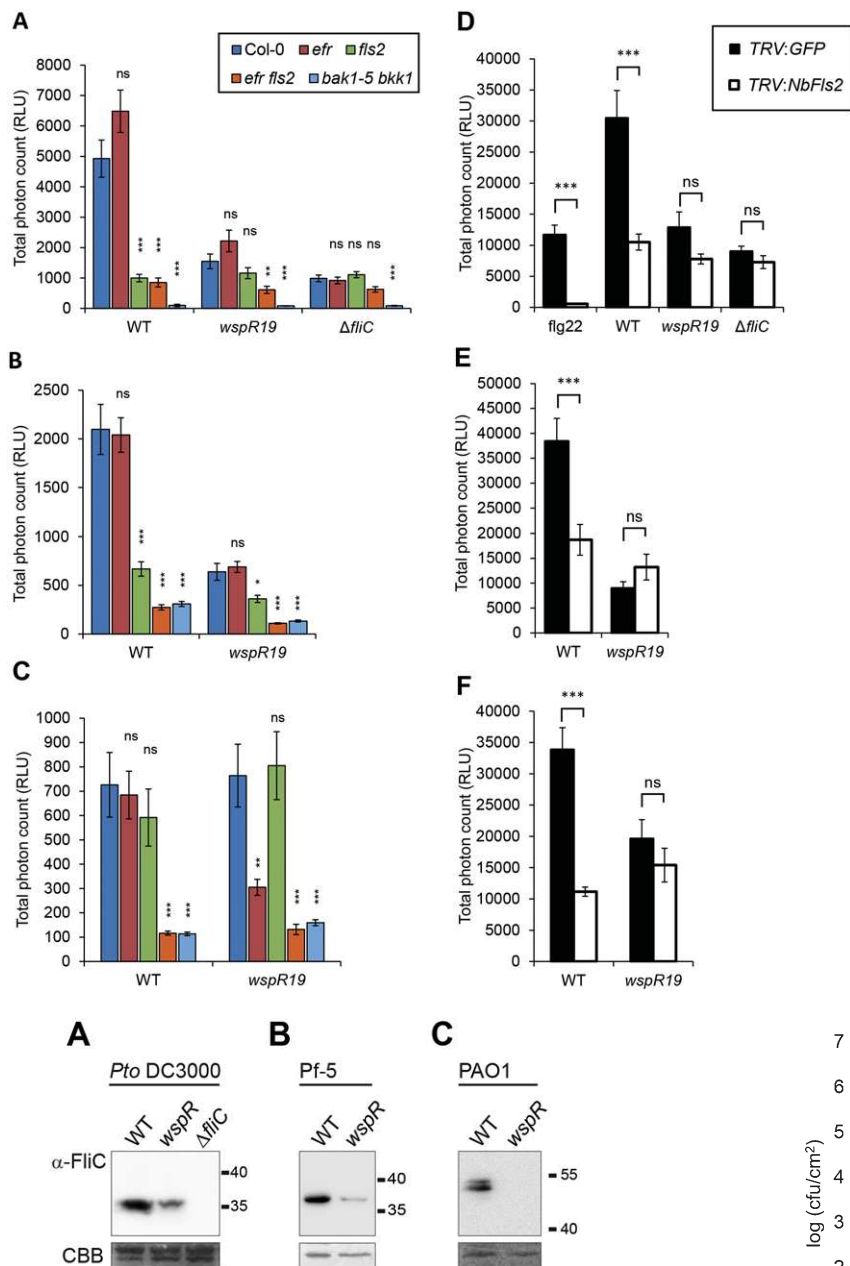 A
Col-0 efr fls2
efr fls2 bak1-5 bkk1
Total photon count (RLU)
8000
7000
6000
5000
4000
3000
2000
1000
0
ns
***
***
***
ns
ns
**
***
ns ns ns
***
WT wspR19 ΔfliC
B
Total photon count (RLU)
2500
2000
1500
1000
500
0
ns
***
***
***
ns
*
***
***
WT wspR19
C
Total photon count (RLU)
1000
900
800
700
600
500
400
300
200
100
0
ns
ns
***
***
**
ns
***
***
WT wspR19
D
TRV:GFP
TRV:NbFls2
Total photon count (RLU)
40000
35000
30000
25000
20000
15000
10000
5000
0
***
***
ns
ns
flg22 WT wspR19 ΔfliC
E
Total photon count (RLU)
50000
45000
40000
35000
30000
25000
20000
15000
10000
5000
0
***
ns
WT wspR19
F
Total photon count (RLU)
40000
35000
30000
25000
20000
15000
10000
5000
0
***
ns
WT wspR19
A
Pto DC3000
WT wspR ΔfliC
α-FliC
40
35
CBB
B
Pf-5
WT wspR
40
35
C
PAO1
WT wspR
55
40
7
6
5
4
3
log (cfu/cm²)